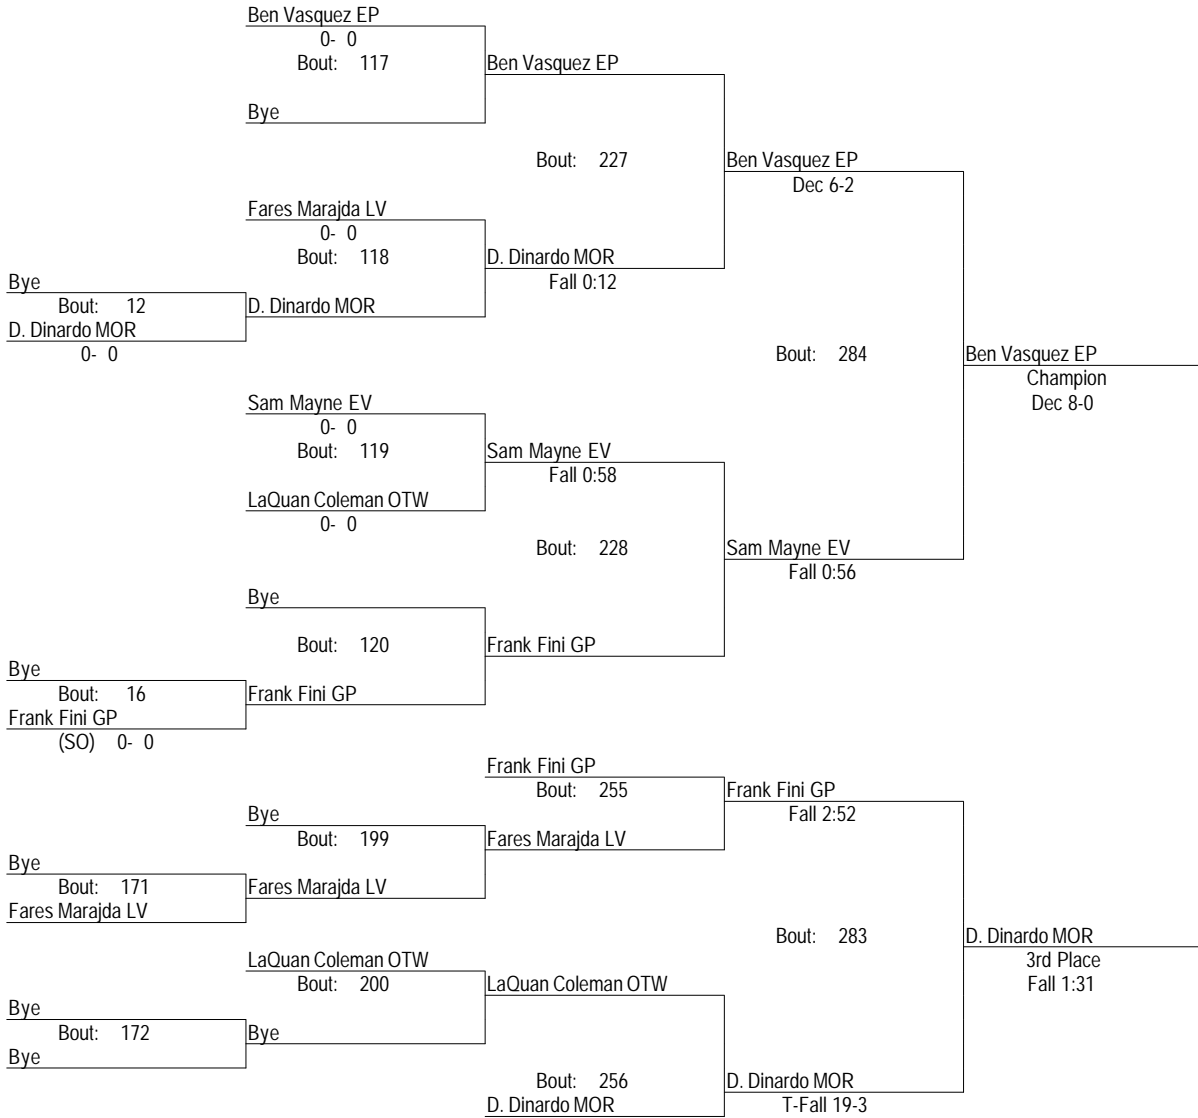 Ben Vasquez EP
0- 0
Bout: 117
Ben Vasquez EP
Bye
Bout: 227
Ben Vasquez EP
Dec 6-2
Fares Marajda LV
0- 0
Bout: 118
D. Dinardo MOR
Fall 0:12
Bye
Bout: 12
D. Dinardo MOR
D. Dinardo MOR
0- 0
Bout: 284
Ben Vasquez EP
Champion
Dec 8-0
Sam Mayne EV
0- 0
Bout: 119
Sam Mayne EV
Fall 0:58
LaQuan Coleman OTW
0- 0
Bout: 228
Sam Mayne EV
Fall 0:56
Bye
Bout: 120
Frank Fini GP
Bye
Bout: 16
Frank Fini GP
Frank Fini GP
(SO) 0- 0
Frank Fini GP
Bout: 255
Frank Fini GP
Fall 2:52
Bye
Bout: 199
Fares Marajda LV
Bye
Bout: 171
Fares Marajda LV
Fares Marajda LV
Bout: 283
D. Dinardo MOR
3rd Place
Fall 1:31
LaQuan Coleman OTW
Bout: 200
LaQuan Coleman OTW
Bye
Bout: 172
Bye
Bye
Bout: 256
D. Dinardo MOR
D. Dinardo MOR
T-Fall 19-3